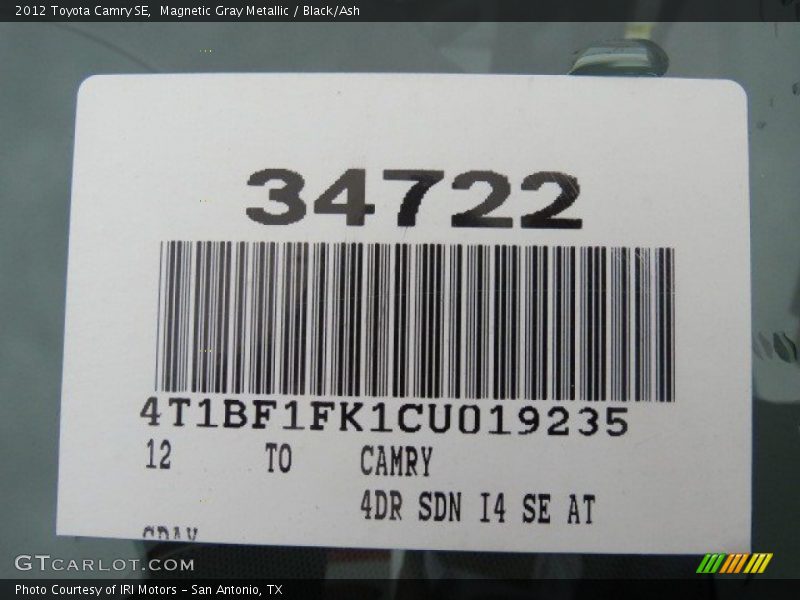 2012 Toyota Camry SE,  Magnetic Gray Metallic / Black/Ash
34722
4T1BF1FK1CU019235
12 TO CAMRY
4DR SDN I4 SE AT
GRAY
GTCARLOT.COM
Photo Courtesy of IRI Motors – San Antonio, TX